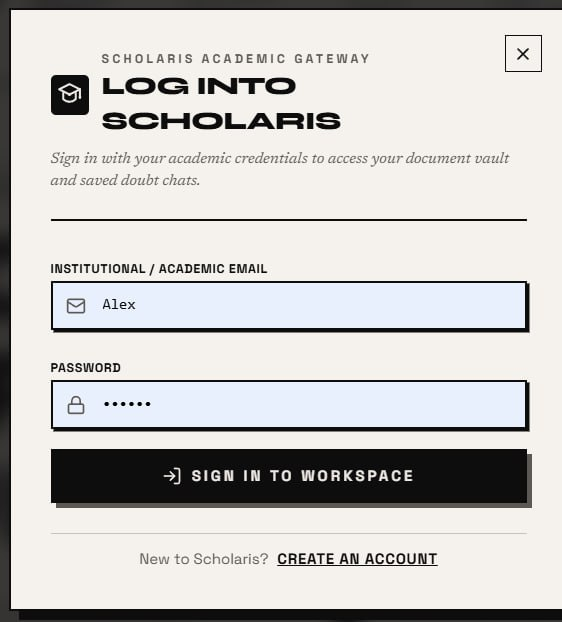 SCHOLARIS ACADEMIC GATEWAY
LOG INTO
SCHOLARIS
Sign in with your academic credentials to access your document vault
and saved doubt chats.
INSTITUTIONAL / ACADEMIC EMAIL
Alex
PASSWORD
••••••
SIGN IN TO WORKSPACE
New to Scholaris? CREATE AN ACCOUNT